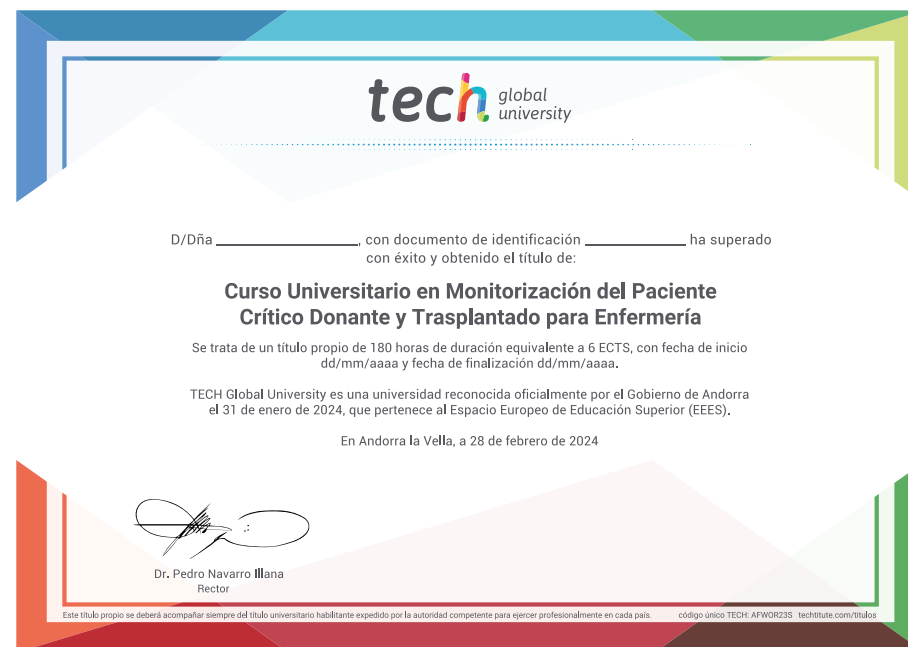 tech global university
D/Dña ______________, con documento de identificación __________ ha superado
con éxito y obtenido el título de:
Curso Universitario en Monitorización del Paciente
Crítico Donante y Trasplantado para Enfermería
Se trata de un título propio de 180 horas de duración equivalente a 6 ECTS, con fecha de inicio
dd/mm/aaaa y fecha de finalización dd/mm/aaaa.
TECH Global University es una universidad reconocida oficialmente por el Gobierno de Andorra
el 31 de enero de 2024, que pertenece al Espacio Europeo de Educación Superior (EEES).
En Andorra la Vella, a 28 de febrero de 2024
Dr. Pedro Navarro Illana
Rector
Este título propio se deberá acompañar siempre del título universitario habilitante expedido por la autoridad competente para ejercer profesionalmente en cada país. código único TECH: AFWOR23S techtitute.com/titulos